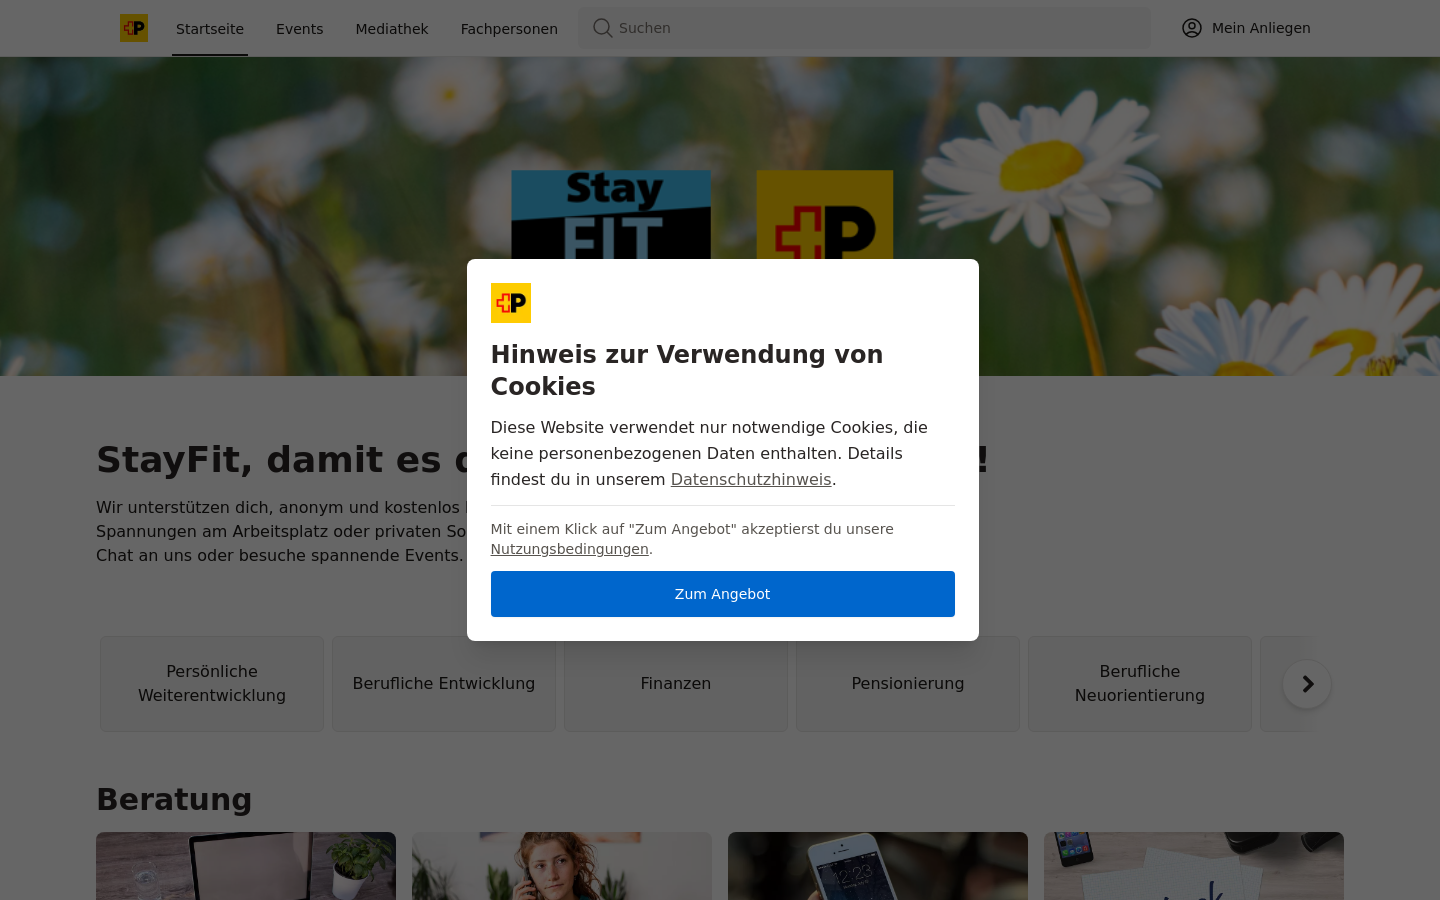 Startseite
Events
Mediathek
Fachpersonen
Suchen
Mein Anliegen
Stay
FIT
P
P
Hinweis zur Verwendung von
Cookies
Diese Website verwendet nur notwendige Cookies, die
keine personenbezogenen Daten enthalten. Details
findest du in unserem Datenschutzhinweis.
Mit einem Klick auf "Zum Angebot" akzeptierst du unsere
Nutzungsbedingungen.
Zum Angebot
StayFit, damit es d
!
Wir unterstützen dich, anonym und kostenlos
Spannungen am Arbeitsplatz oder privaten So
Chat an uns oder besuche spannende Events.
Persönliche
Weiterentwicklung
Berufliche Entwicklung
Finanzen
Pensionierung
Berufliche
Neuorientierung
Beratung
12:23